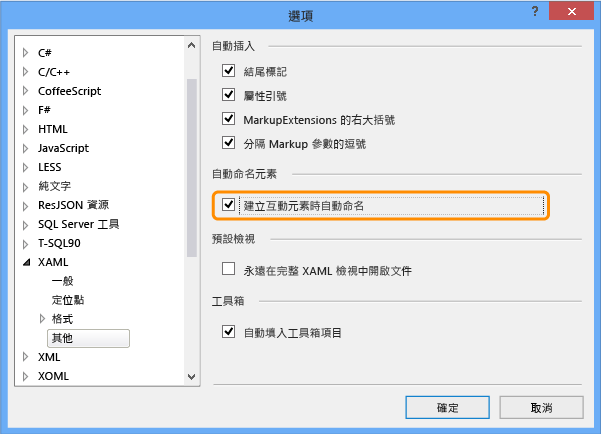 選項
?
C#
C/C++
CoffeeScript
F#
HTML
JavaScript
LESS
純文字
ResJSON 資源
SQL Server 工具
T-SQL90
XAML
一般
定位點
格式
其他
XML
XOML
自動插入
結尾標記
屬性引號
MarkupExtensions 的右大括號
分隔 Markup 參數的逗號
自動命名元素
建立互動元素時自動命名
預設檢視
永遠在完整 XAML 檢視中開啟文件
工具箱
自動填入工具箱項目
確定
取消